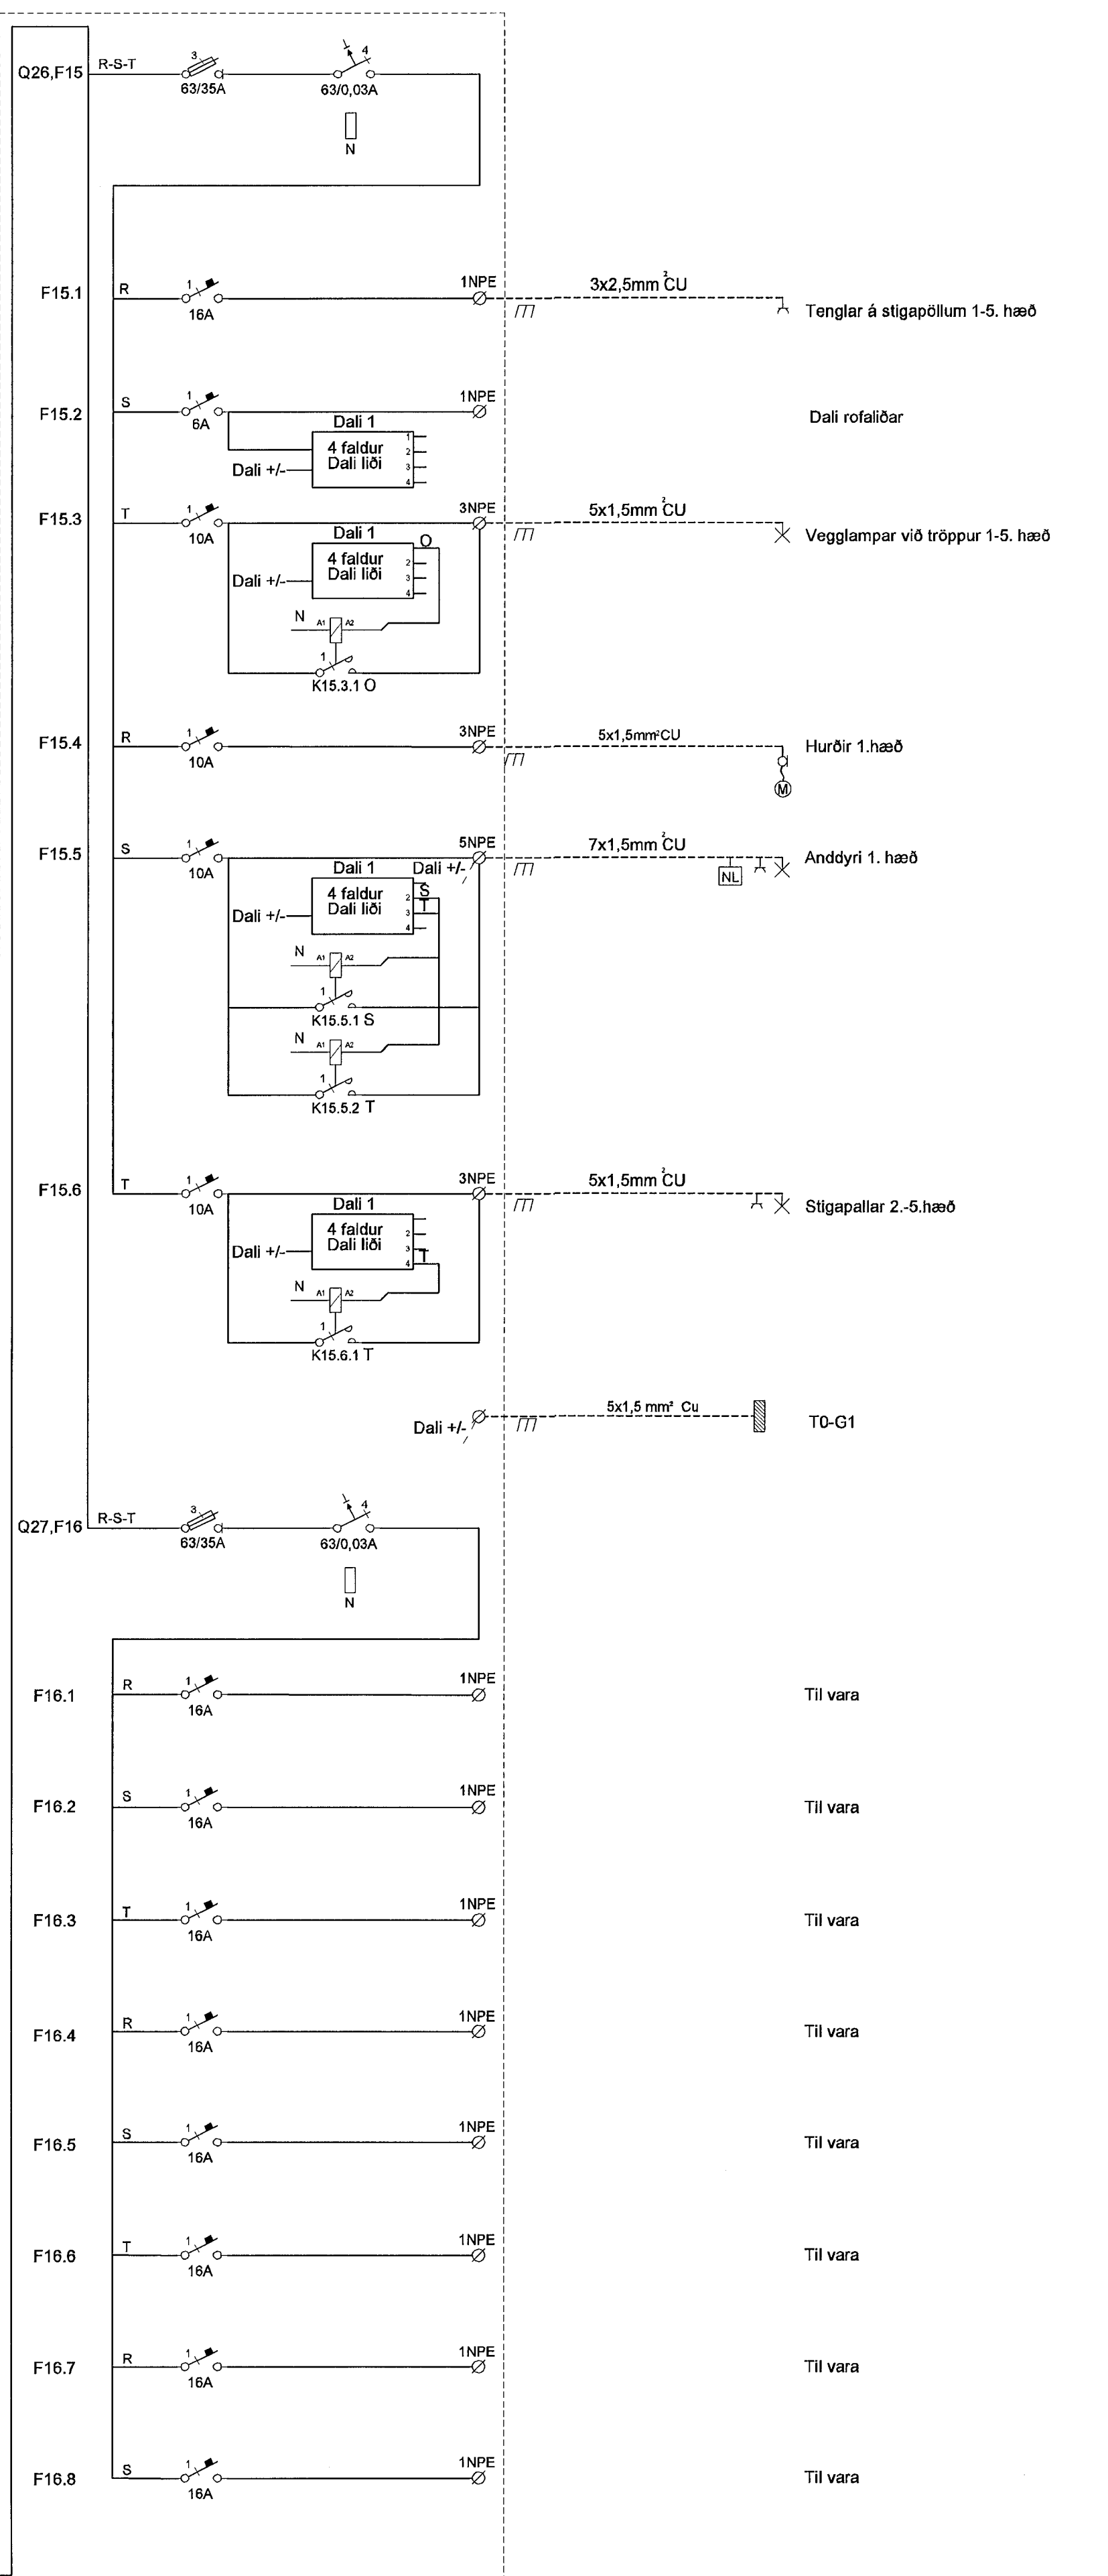 Q26,F15 R-S-T 3 63/35A 4 63/0,03A
N
F15.1 R 1 16A 1NPE 3x2,5mm² CU Tenglar á stigapöllum 1-5. hæð
F15.2 S 1 6A 1NPE Dali rofaliðar
Dali 1
4 faldur
Dali liði
Dali +/-
1
2
3
4
F15.3 T 1 10A 3NPE 5x1,5mm² CU Vegglampar við tröppur 1-5. hæð
Dali 1
4 faldur
Dali liði
Dali +/-
O
2
3
4
N A1 A2
1
K15.3.1 O
F15.4 R 1 10A 3NPE 5x1,5mm²CU Hurðir 1.hæð
M
F15.5 S 1 10A 5NPE 7x1,5mm² CU Anddyri 1. hæð
Dali +/-
NL
Dali 1
4 faldur
Dali liði
Dali +/-
S
2
T
3
4
N A1 A2
1
K15.5.1 S
N A1 A2
1
K15.5.2 T
F15.6 T 1 10A 3NPE 5x1,5mm² CU Stigapallar 2.-5.hæð
Dali 1
4 faldur
Dali liði
Dali +/-
2
3
T
4
N A1 A2
1
K15.6.1 T
Dali +/- 5x1,5 mm² Cu T0-G1
Q27,F16 R-S-T 3 63/35A 4 63/0,03A
N
F16.1 R 1 16A 1NPE Til vara
F16.2 S 1 16A 1NPE Til vara
F16.3 T 1 16A 1NPE Til vara
F16.4 R 1 16A 1NPE Til vara
F16.5 S 1 16A 1NPE Til vara
F16.6 T 1 16A 1NPE Til vara
F16.7 R 1 16A 1NPE Til vara
F16.8 S 1 16A 1NPE Til vara